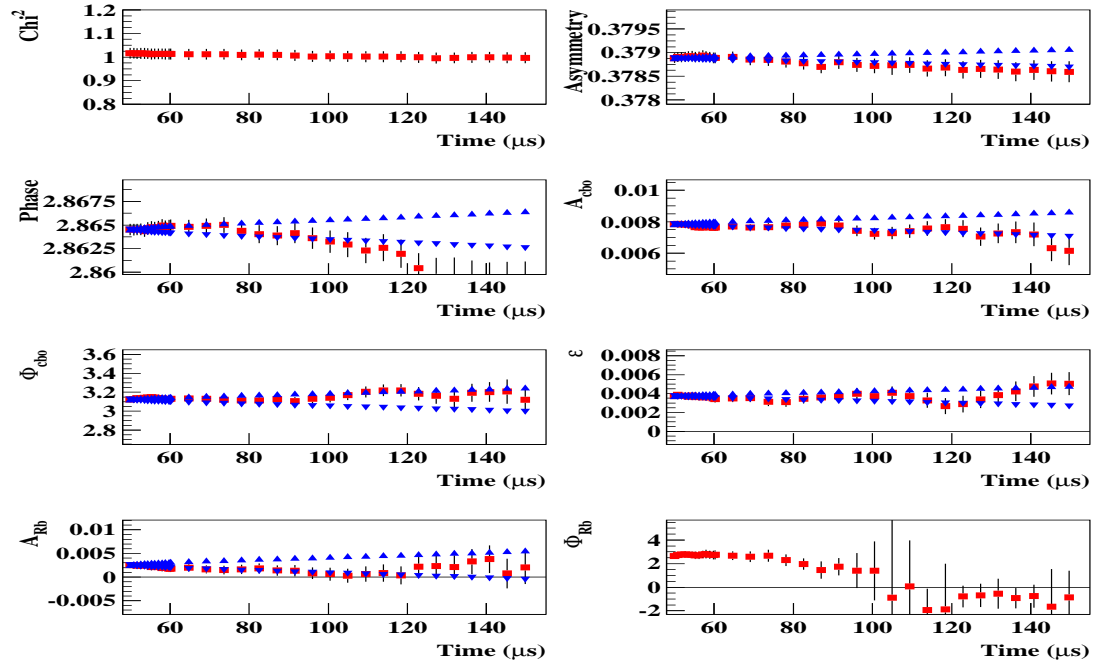 Chi²
1.2
1.1
1
0.9
0.8
60 80 100 120 140
Time (μs)
Asymmetry
0.3795
0.379
0.3785
0.378
60 80 100 120 140
Time (μs)
Phase
2.8675
2.865
2.8625
2.86
60 80 100 120 140
Time (μs)
A_cbo
0.01
0.008
0.006
60 80 100 120 140
Time (μs)
Φ_cbo
3.6
3.4
3.2
3
2.8
60 80 100 120 140
Time (μs)
ε
0.008
0.006
0.004
0.002
0
60 80 100 120 140
Time (μs)
A_Rb
0.01
0.005
0
-0.005
60 80 100 120 140
Time (μs)
Φ_Rb
4
2
0
-2
60 80 100 120 140
Time (μs)